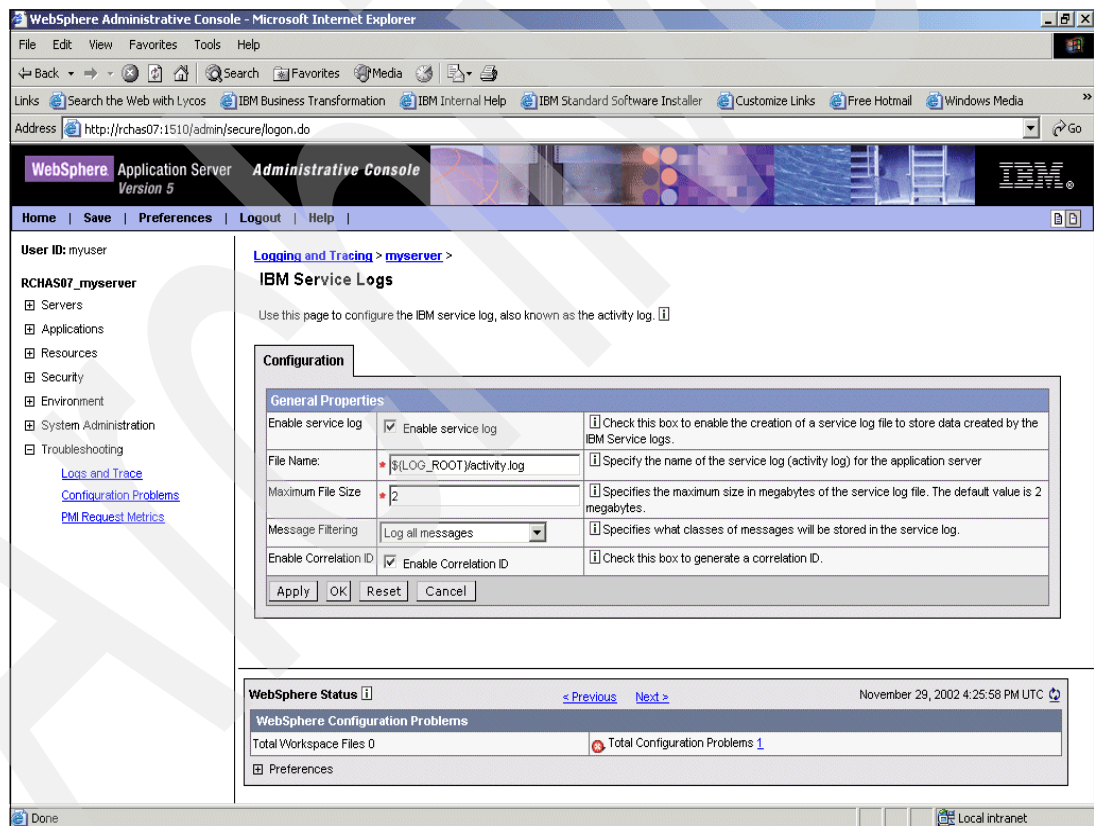 WebSphere Administrative Console - Microsoft Internet Explorer
File Edit View Favorites Tools Help
Back Search Favorites Media
Links Search the Web with Lycos IBM Business Transformation IBM Internal Help IBM Standard Software Installer Customize Links Free Hotmail Windows Media »
Address http://rchas07:1510/admin/secure/logon.do Go
WebSphere Application Server Administrative Console
Version 5
IBM®
Home | Save | Preferences | Logout | Help |
User ID: myuser
RCHAS07_myserver
Servers
Applications
Resources
Security
Environment
System Administration
Troubleshooting
Logs and Trace
Configuration Problems
PMI Request Metrics
Logging and Tracing > myserver >
IBM Service Logs
Use this page to configure the IBM service log, also known as the activity log. i
Configuration
General Properties
Enable service log Enable service log i Check this box to enable the creation of a service log file to store data created by the
IBM Service logs.
File Name: * ${LOG_ROOT}/activity.log i Specify the name of the service log (activity log) for the application server
Maximum File Size * 2 i Specifies the maximum size in megabytes of the service log file. The default value is 2
megabytes.
Message Filtering Log all messages i Specifies what classes of messages will be stored in the service log.
Enable Correlation ID Enable Correlation ID i Check this box to generate a correlation ID.
Apply OK Reset Cancel
WebSphere Status i < Previous Next > November 29, 2002 4:25:58 PM UTC
WebSphere Configuration Problems
Total Workspace Files 0 Total Configuration Problems 1
Preferences
Done Local intranet